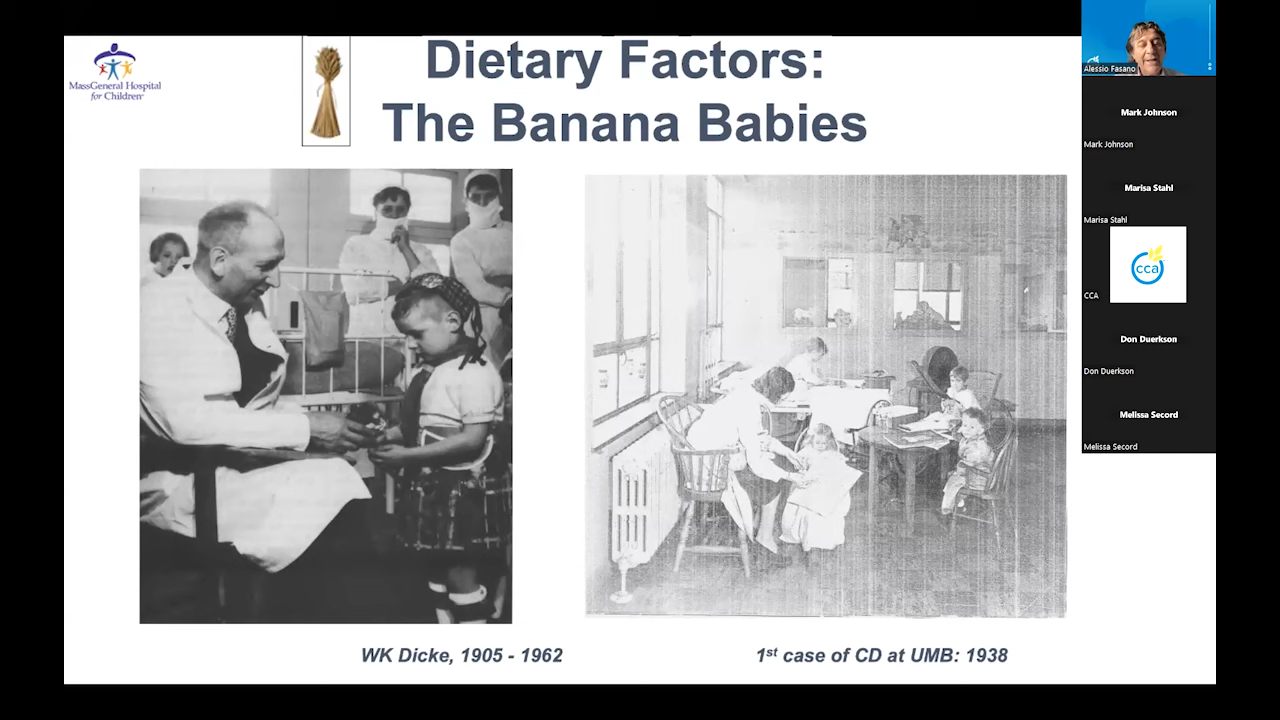 MassGeneral Hospital
for Children
Dietary Factors:
The Banana Babies
WK Dicke, 1905 - 1962
1st case of CD at UMB: 1938
Alessio Fasano
Mark Johnson
Mark Johnson
Marisa Stahl
Marisa Stahl
cca
CCA
Don Duerkson
Don Duerkson
Melissa Secord
Melissa Secord